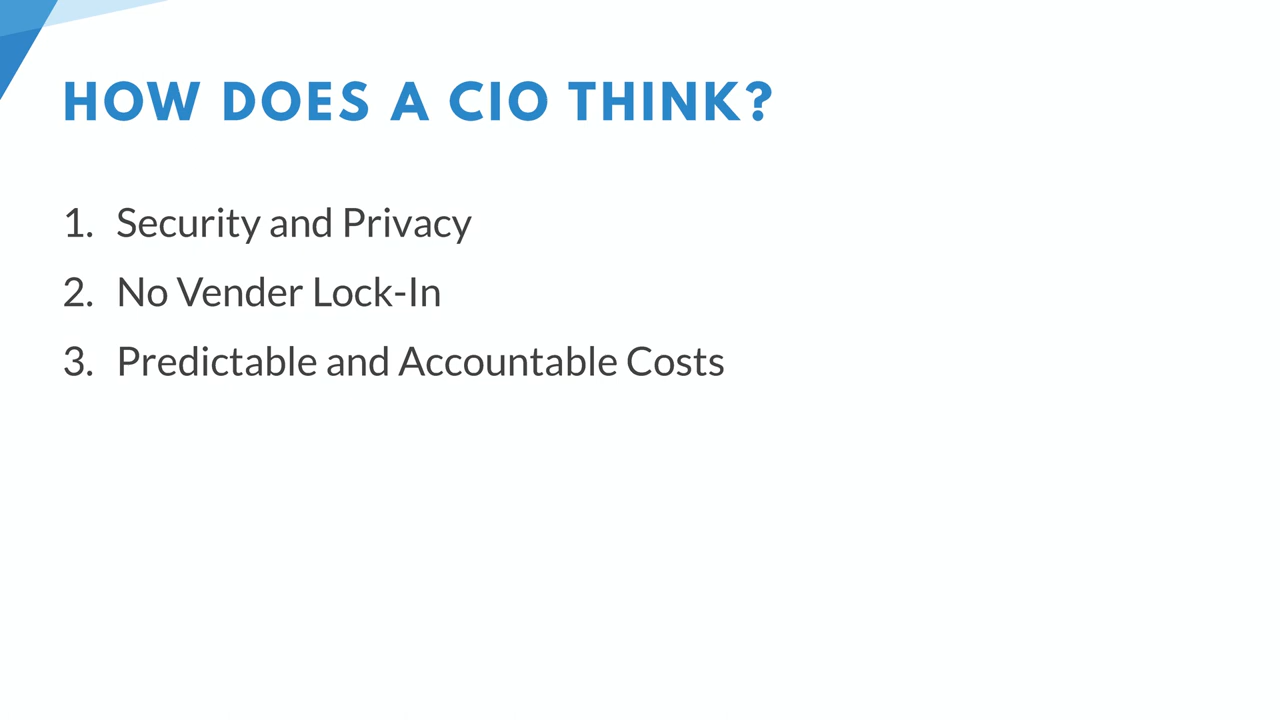 HOW DOES A CIO THINK?
1. Security and Privacy
2. No Vender Lock-In
3. Predictable and Accountable Costs